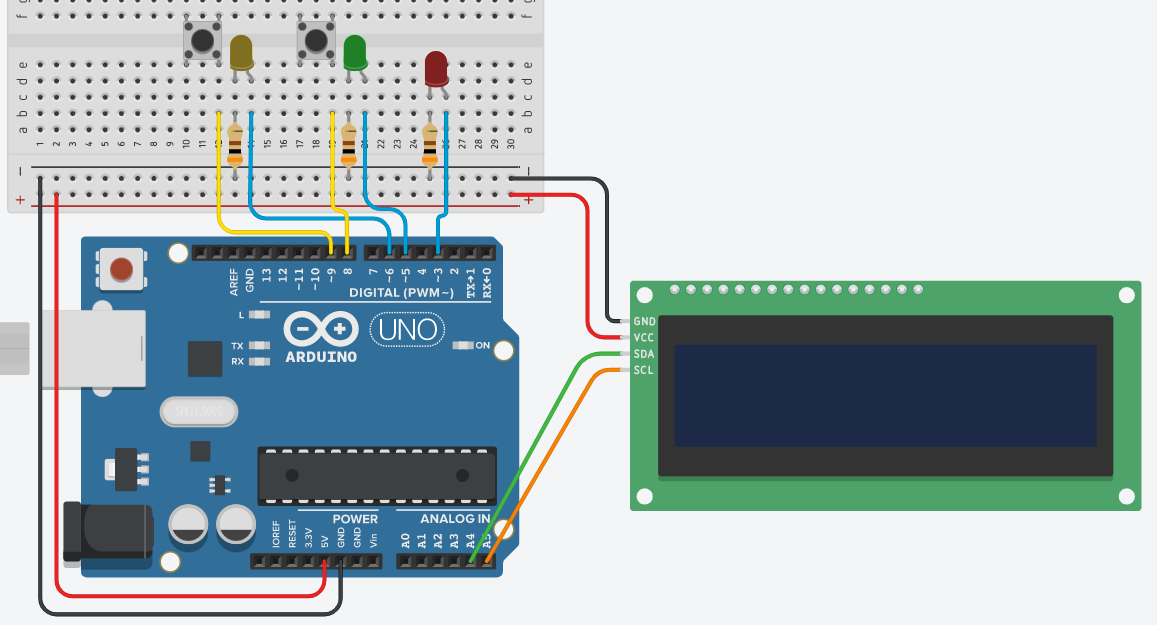 f f
e e
d d
c c
b b
a a
1 2 3 4 5 6 7 8 9 10 11 12 13 14 15 16 17 18 19 20 21 22 23 24 25 26 27 28 29 30
− −
+ +
AREF GND 13 12 ~11 ~10 ~9 8 7 ~6 ~5 4 ~3 2 TX→1 RX←0
DIGITAL (PWM~)
L
TX
RX
UNO
ARDUINO
ON
GND
VCC
SDA
SCL
SPK16.000G
POWER
ANALOG IN
IOREF RESET 3.3V 5V GND GND Vin
A0 A1 A2 A3 A4 A5